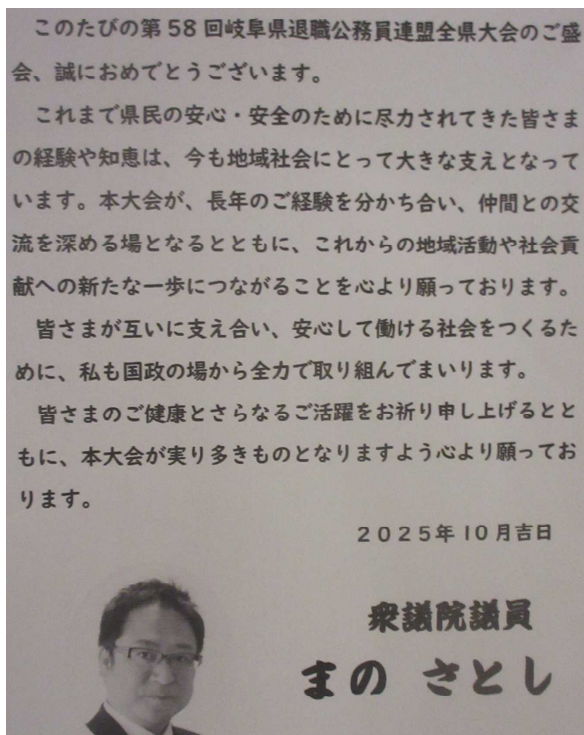 このたびの第58回岐阜県退職公務員連盟全県大会のご盛
会、誠におめでとうございます。
これまで県民の安心・安全のために尽力されてきた皆さま
の経験や知恵は、今も地域社会にとって大きな支えとなって
います。本大会が、長年のご経験を分かち合い、仲間との交
流を深める場となるとともに、これからの地域活動や社会貢
献への新たな一歩につながることを心より願っております。
皆さまが互いに支え合い、安心して働ける社会をつくるた
めに、私も国政の場から全力で取り組んでまいります。
皆さまのご健康とさらなるご活躍をお祈り申し上げるとと
もに、本大会が実り多きものとなりますよう心より願ってお
ります。
2025年10月吉日
衆議院議員
まの さとし